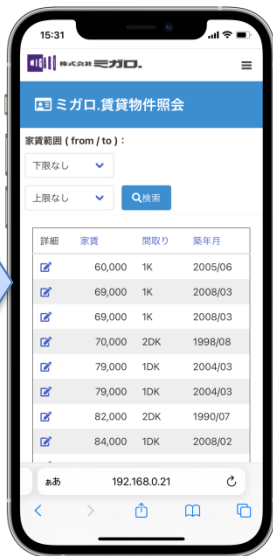 15:31
株式会社 ミガロ.
ミガロ.賃貸物件照会
家賃範囲 ( from / to ) :
下限なし
上限なし 検索
詳細 家賃 間取り 築年月
60,000 1K 2005/06
69,000 1K 2008/03
69,000 1K 2008/03
70,000 2DK 1998/08
79,000 1DK 2004/03
79,000 1DK 2004/03
82,000 2DK 1990/07
84,000 1DK 2008/02
ぁあ 192.168.0.21